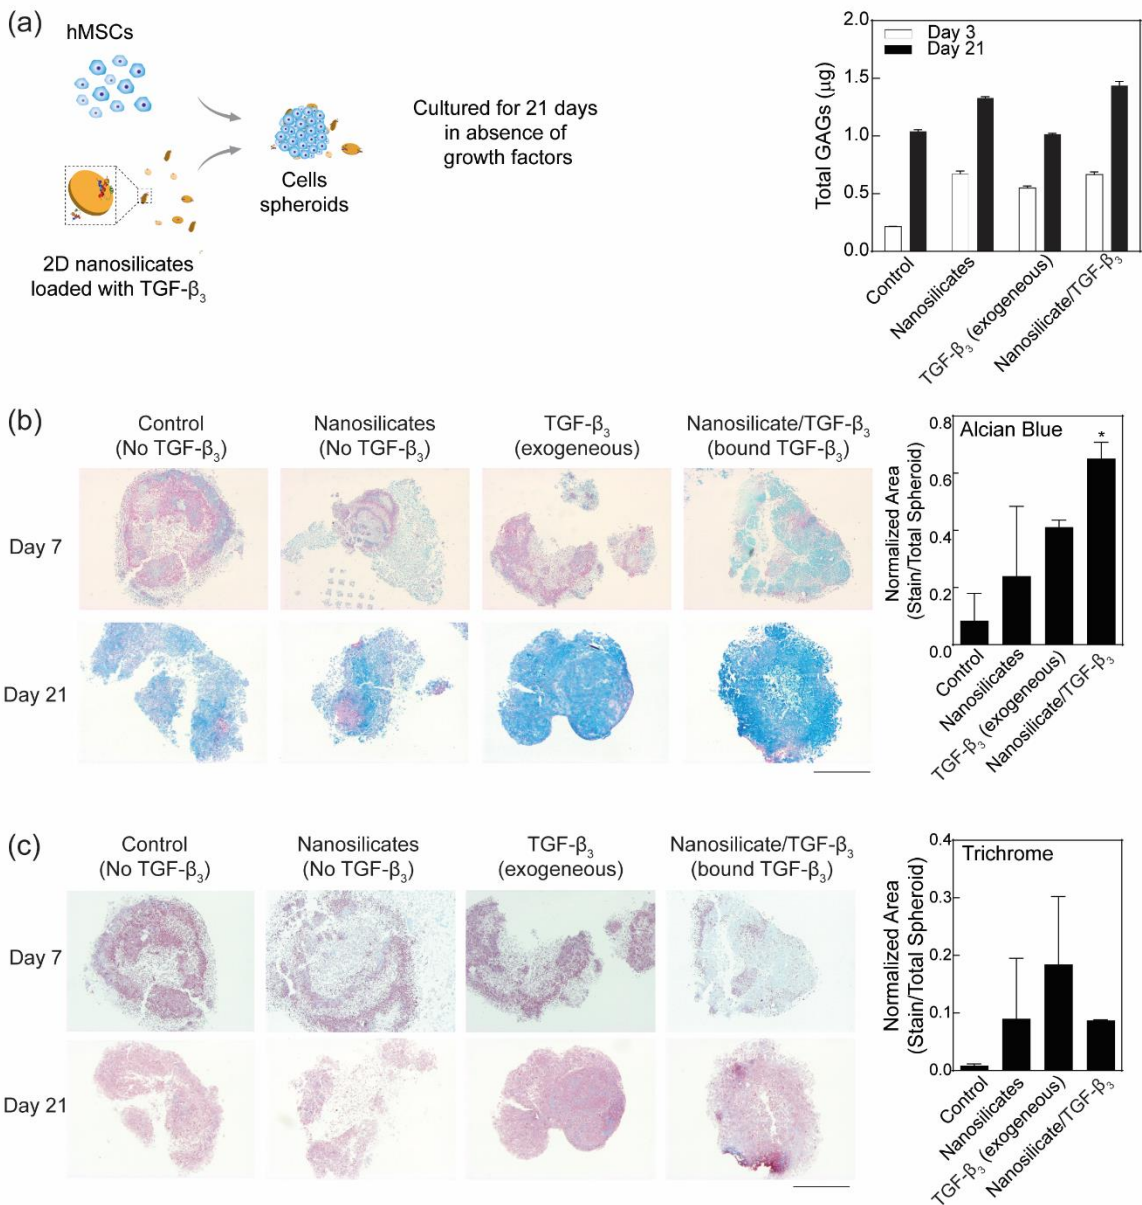 (a)
hMSCs
Cells
spheroids
2D nanosilicates
loaded with TGF-β₃
Cultured for 21 days
in absence of
growth factors
Total GAGs (μg)
2.0
1.5
1.0
0.5
0.0
Day 3
Day 21
Control
Nanosilicates
TGF-β₃ (exogeneous)
Nanosilicate/TGF-β₃
(b)
Control
(No TGF-β₃)
Nanosilicates
(No TGF-β₃)
TGF-β₃
(exogeneous)
Nanosilicate/TGF-β₃
(bound TGF-β₃)
Day 7
Day 21
Normalized Area
(Stain/Total Spheroid)
0.8
0.6
0.4
0.2
0.0
Alcian Blue
*
Control
Nanosilicates
TGF-β₃ (exogeneous)
Nanosilicate/TGF-β₃
(c)
Control
(No TGF-β₃)
Nanosilicates
(No TGF-β₃)
TGF-β₃
(exogeneous)
Nanosilicate/TGF-β₃
(bound TGF-β₃)
Day 7
Day 21
Normalized Area
(Stain/Total Spheroid)
0.4
0.3
0.2
0.1
0.0
Trichrome
Control
Nanosilicates
TGF-β₃ (exogeneous)
Nanosilicate/TGF-β₃